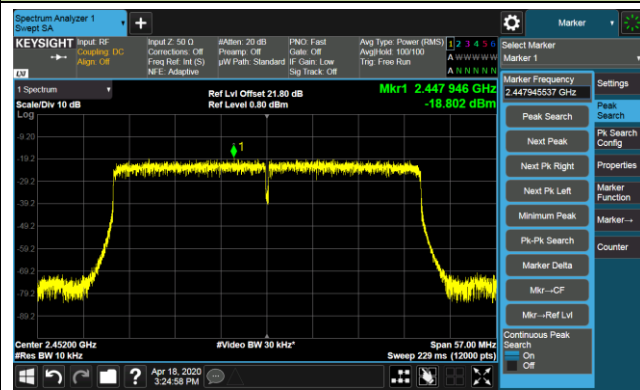 Spectrum Analyzer 1
Swept SA
Marker
KEYSIGHT
Input: RF
Coupling: DC
Align: Off
Input Z: 50 Ω
Corrections: Off
Freq Ref: Int (S)
NFE: Adaptive
#Atten: 20 dB
Preamp: Off
µW Path: Standard
PNO: Fast
Gate: Off
IF Gain: Low
Sig Track: Off
Avg Type: Power (RMS)
Avg|Hold: 100/100
Trig: Free Run
1 2 3 4 5 6
A W W W W W
A N N N N N
LXI
Select Marker
Marker 1
Marker Frequency
2.447945537 GHz
Settings
Peak Search
Next Peak
Next Pk Right
Next Pk Left
Minimum Peak
Pk-Pk Search
Marker Delta
Mkr→CF
Mkr→Ref Lvl
Continuous Peak
Search
On
Off
Peak
Search
Pk Search
Config
Properties
Marker
Function
Marker→
Counter
1 Spectrum
Scale/Div 10 dB
Log
Ref Lvl Offset 21.80 dB
Ref Level 0.80 dBm
Mkr1 2.447 946 GHz
-18.802 dBm
1
-9.20
-19.2
-29.2
-39.2
-49.2
-59.2
-69.2
-79.2
-89.2
Center 2.45200 GHz
#Res BW 10 kHz
#Video BW 30 kHz*
Span 57.00 MHz
Sweep 229 ms (12000 pts)
?
Apr 18, 2020
3:24:58 PM